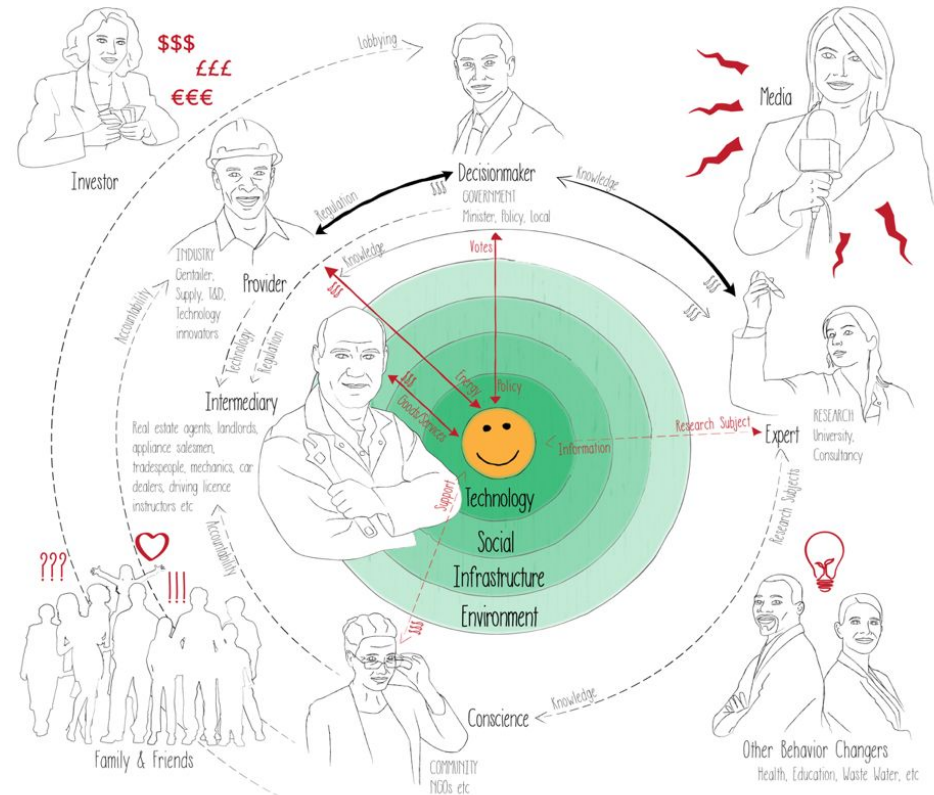 $$$
£££
€€€
Investor
Lobbying
Decisionmaker
GOVERNMENT
Minister, Policy, Local
Media
Knowledge
Regulation
$$$
Knowledge
Votes
$$$
$$$
$$$
INDUSTRY
Gentailer,
Supply, T&D,
Technology
innovators
Provider
Accountability
Technology
Regulation
Intermediary
Real estate agents, landlords,
appliance salesmen,
tradespeople, mechanics, car
dealers, driving licence
instructors etc
$$$
Goods/Services
Energy
Policy
Information
Research Subject
Expert
RESEARCH
University,
Consultancy
Research Subjects
Support
Technology
Social
Infrastructure
Environment
Accountability
$$$
???
!!!
Family & Friends
Conscience
COMMUNITY
NGOs etc
Knowledge
Other Behavior Changers
Health, Education, Waste Water, etc